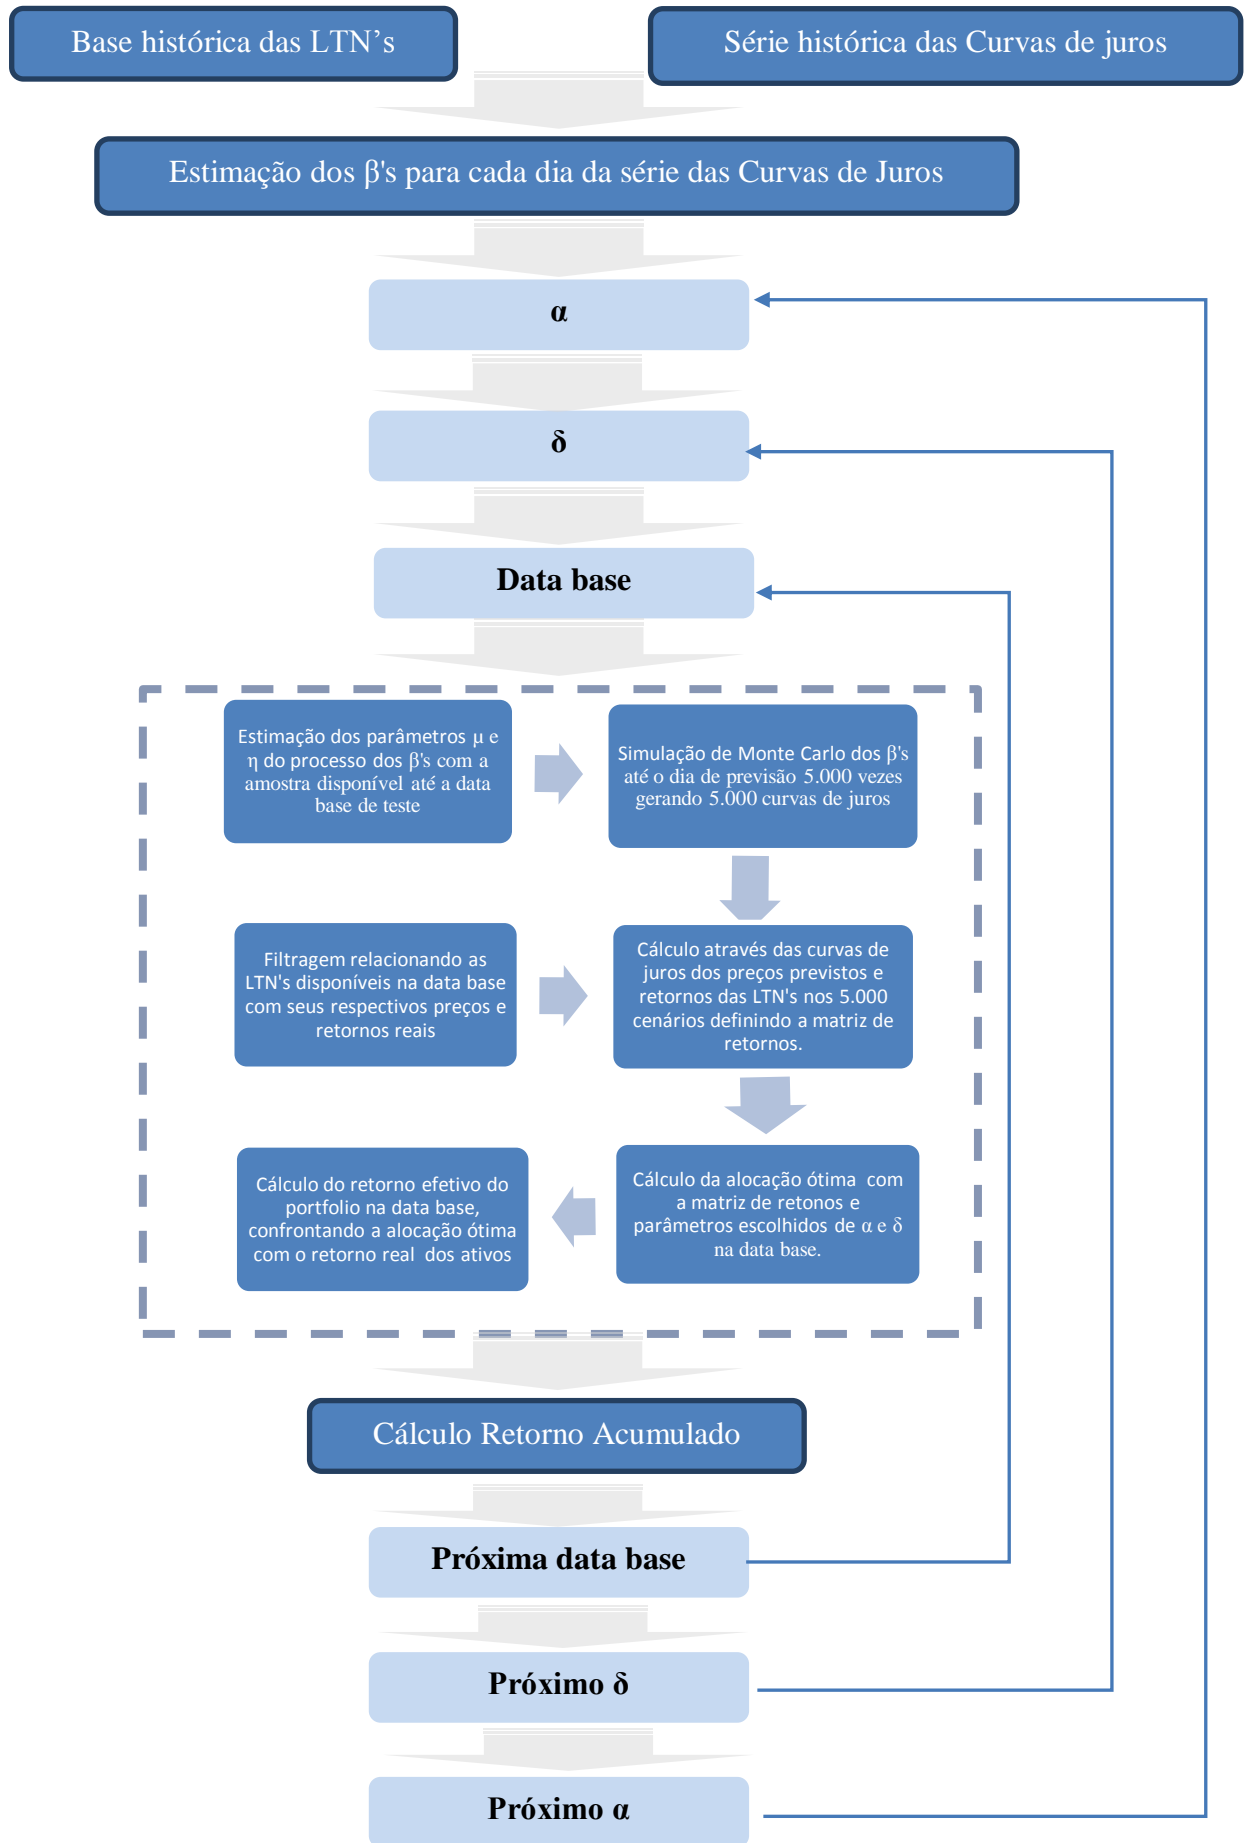 Base histórica das LTN’s
Série histórica das Curvas de juros
Estimação dos β's para cada dia da série das Curvas de Juros
α
δ
Data base
Estimação dos parâmetros μ e
η do processo dos β's com a
amostra disponível até a data
base de teste
Simulação de Monte Carlo dos β's
até o dia de previsão 5.000 vezes
gerando 5.000 curvas de juros
Filtragem relacionando as
LTN's disponíveis na data base
com seus respectivos preços e
retornos reais
Cálculo através das curvas de
juros dos preços previstos e
retornos das LTN's nos 5.000
cenários definindo a matriz de
retornos.
Cálculo do retorno efetivo do
portfolio na data base,
confrontando a alocação ótima
com o retorno real dos ativos
Cálculo da alocação ótima com
a matriz de retonos e
parâmetros escolhidos de α e δ
na data base.
Cálculo Retorno Acumulado
Próxima data base
Próximo δ
Próximo α